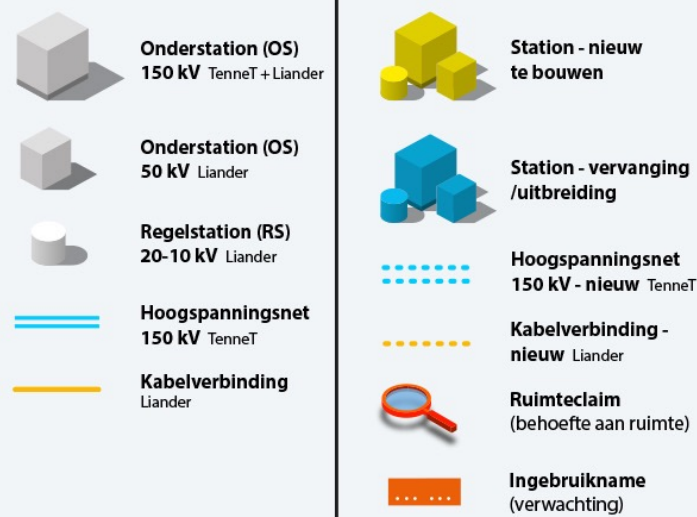 Onderstation (OS)
150 kV TenneT + Liander
Onderstation (OS)
50 kV Liander
Regelstation (RS)
20-10 kV Liander
Hoogspanningsnet
150 kV TenneT
Kabelverbinding
Liander
Station - nieuw
te bouwen
Station - vervanging
/uitbreiding
Hoogspanningsnet
150 kV - nieuw TenneT
Kabelverbinding -
nieuw Liander
Ruimteclaim
(behoefte aan ruimte)
... ...
Ingebruikname
(verwachting)